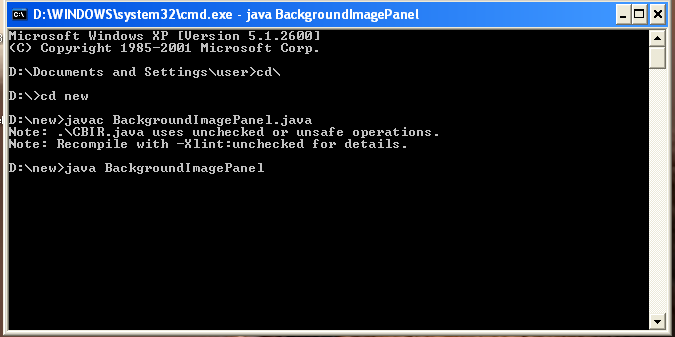 D:\WINDOWS\system32\cmd.exe - java BackgroundImagePanel
Microsoft Windows XP [Version 5.1.2600]
(C) Copyright 1985-2001 Microsoft Corp.
D:\Documents and Settings\user>cd\
D:\>cd new
D:\new>javac BackgroundImagePanel.java
Note: .\CBIR.java uses unchecked or unsafe operations.
Note: Recompile with -Xlint:unchecked for details.
D:\new>java BackgroundImagePanel